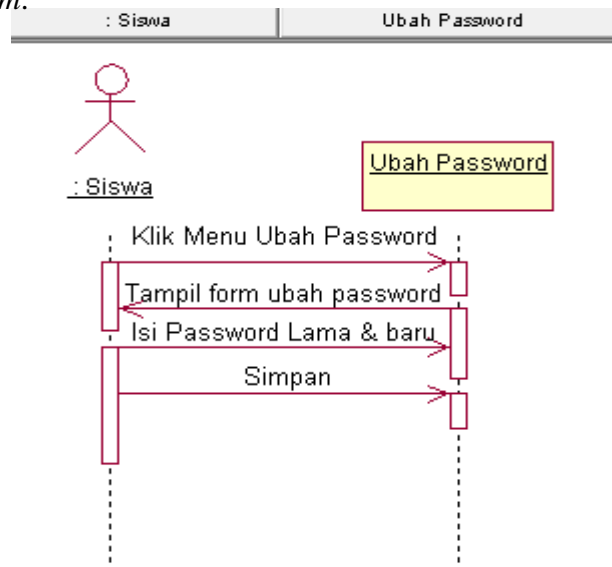 m.
: Siswa Ubah Password
Ubah Password
: Siswa
Klik Menu Ubah Password
Tampil form ubah password
Isi Password Lama & baru
Simpan